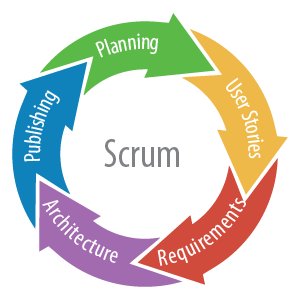 Planning
User Stories
Requirements
Architecture
Publishing
Scrum